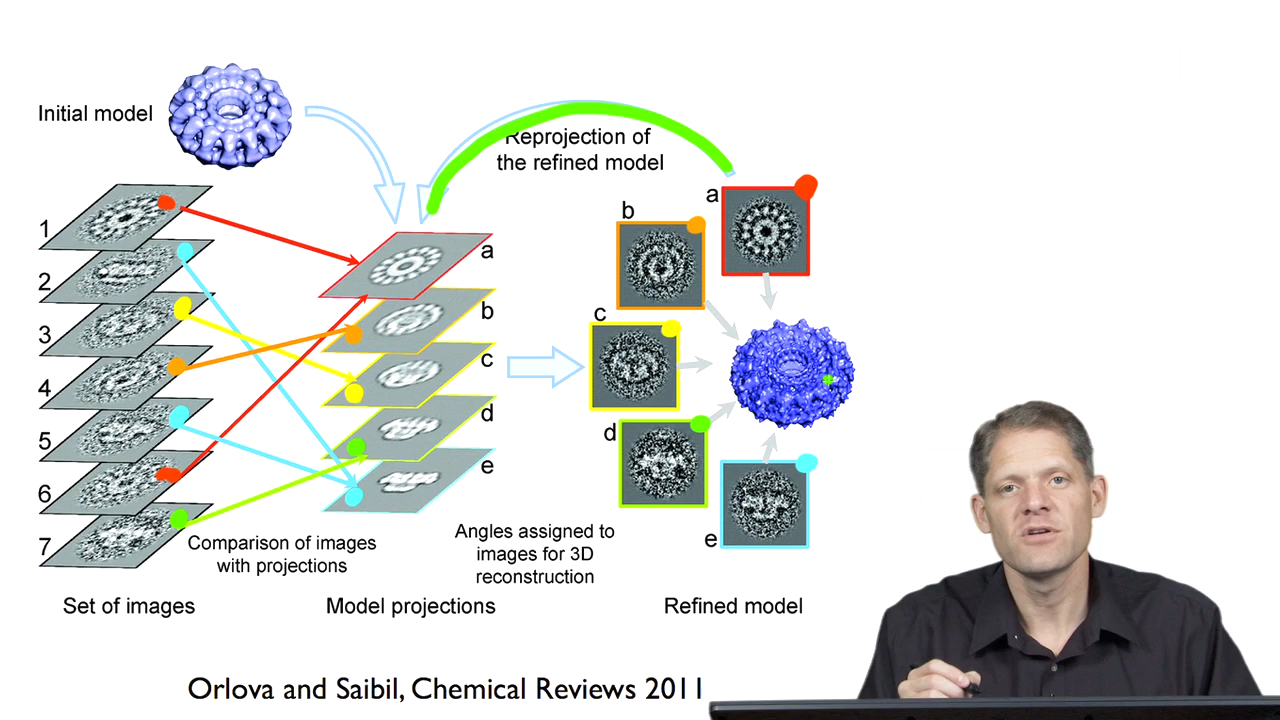 Initial model
Reprojection of
the refined model
1
2
3
4
5
6
7
a
b
c
d
e
a
b
c
d
e
Comparison of images
with projections
Angles assigned to
images for 3D
reconstruction
Set of images
Model projections
Refined model
Orlova and Saibil, Chemical Reviews 2011